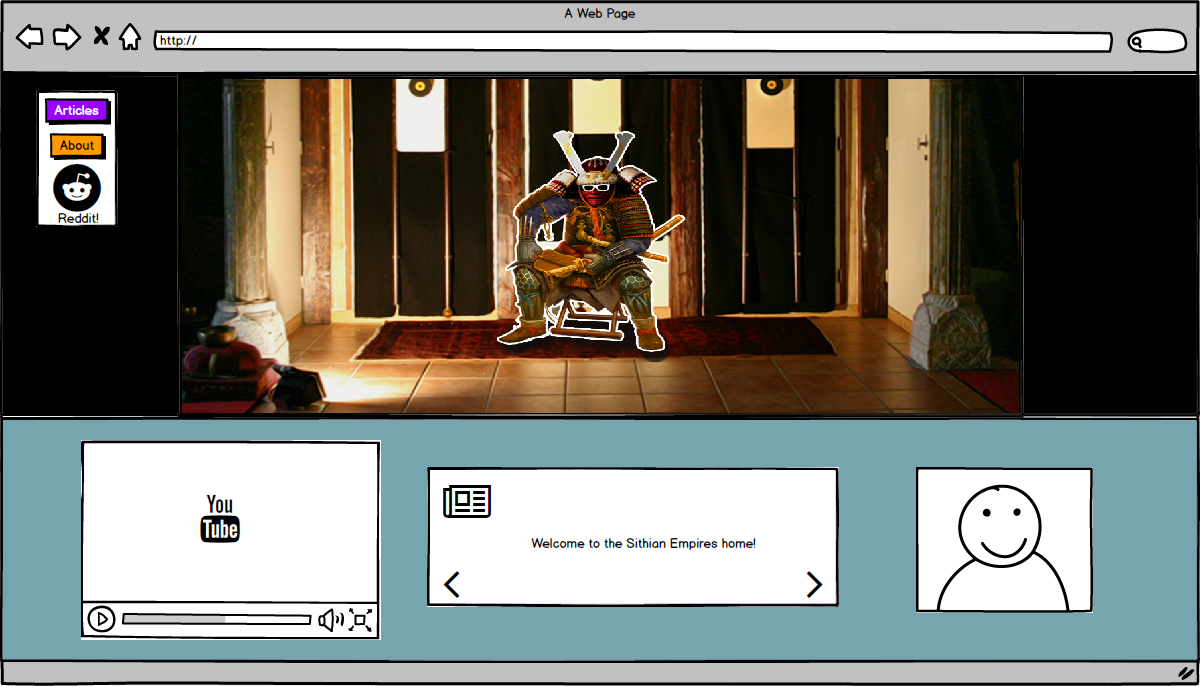 A Web Page
http://
Articles
About
Reddit!
You
Tube
Welcome to the Sithian Empires home!